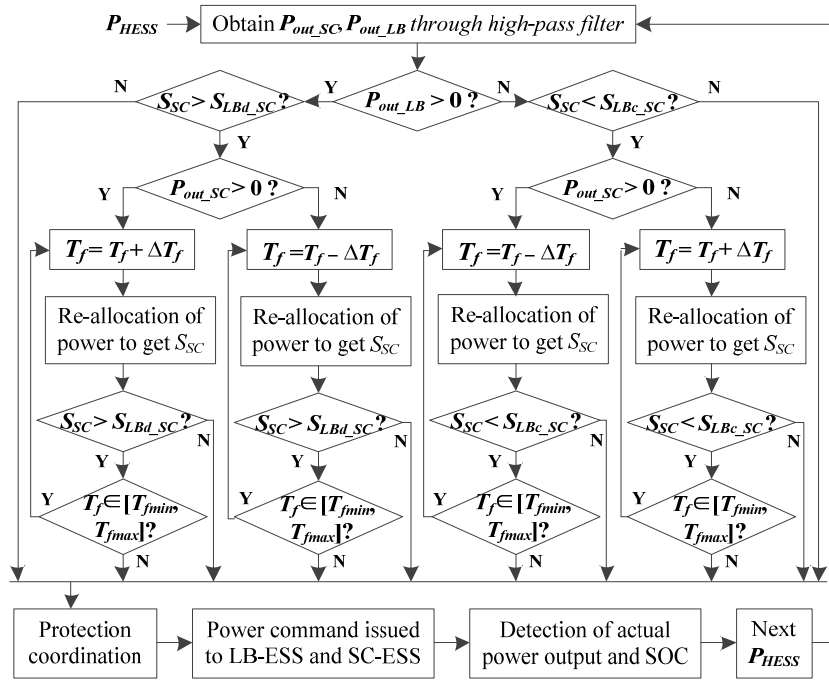 P_HESS
Obtain P_out_SC, P_out_LB through high-pass filter
N
S_SC > S_LBd_SC ?
Y
P_out_LB > 0 ?
N
S_SC < S_LBc_SC ?
N
Y
Y
Y
P_out_SC > 0 ?
N
Y
P_out_SC > 0 ?
N
T_f = T_f + ΔT_f
T_f = T_f − ΔT_f
T_f = T_f − ΔT_f
T_f = T_f + ΔT_f
Re-allocation of
power to get S_SC
Re-allocation of
power to get S_SC
Re-allocation of
power to get S_SC
Re-allocation of
power to get S_SC
S_SC > S_LBd_SC ?
N
S_SC > S_LBd_SC ?
N
S_SC < S_LBc_SC ?
N
S_SC < S_LBc_SC ?
N
Y
Y
Y
Y
Y
T_f ∈ [T_fmin,
T_fmax]?
Y
T_f ∈ [T_fmin,
T_fmax]?
Y
T_f ∈ [T_fmin,
T_fmax]?
Y
T_f ∈ [T_fmin,
T_fmax]?
N
N
N
N
Protection
coordination
Power command issued
to LB-ESS and SC-ESS
Detection of actual
power output and SOC
Next
P_HESS